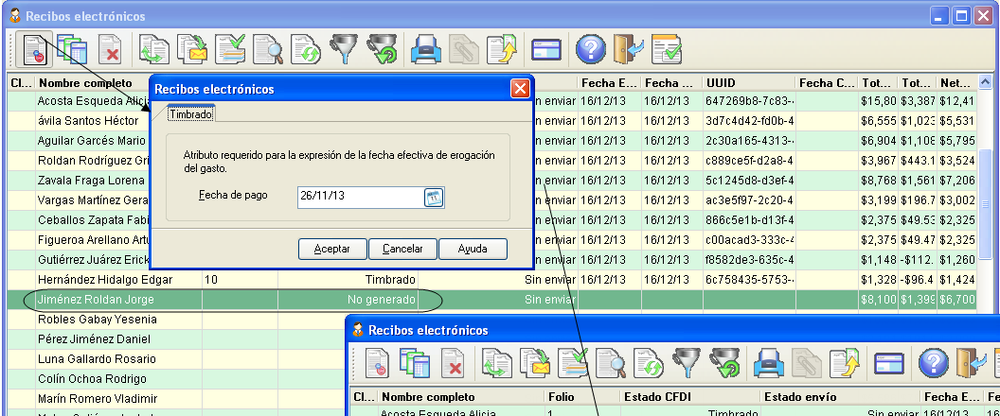 Recibos electrónicos
Cl... Nombre completo Fecha E... Fecha ... UUID Fecha C... Tot... Tot... Net...
Acosta Esqueda Alicia Sin enviar 16/12/13 16/12/13 647269b8-7c83- $15,80 $3,387 $12,41
ávila Santos Héctor enviar 16/12/13 16/12/13 3d7c4d42-fd0b-4 $6,555 $1,023 $5,531
Aguilar Garcés Mario enviar 16/12/13 16/12/13 2c30a165-4313- $6,904 $1,108 $5,795
Roldan Rodríguez Gri enviar 16/12/13 16/12/13 c889ce5f-d2a8-4 $3,967 $443.1 $3,524
Zavala Fraga Lorena enviar 16/12/13 16/12/13 5c1245d8-d3ef-4 $8,768 $1,561 $7,206
Vargas Martínez Gera enviar 16/12/13 16/12/13 ac3e5f97-2c20-4 $3,199 $196.7 $3,002
Ceballos Zapata Fabi enviar 16/12/13 16/12/13 866c5e1b-d13f-4 $2,375 $49.53 $2,325
Figueroa Arellano Artu enviar 16/12/13 16/12/13 c00acad3-333c-4 $2,375 $49.47 $2,325
Gutiérrez Juárez Erick enviar 16/12/13 16/12/13 f8582de3-635c-4 $1,148 -$112. $1,260
Hernández Hidalgo Edgar 10 Timbrado Sin enviar 16/12/13 16/12/13 6c758435-5753- $1,328 -$96.4 $1,424
Jiménez Roldan Jorge No generado Sin enviar $8,100 $1,399 $6,700
Robles Gabay Yesenia
Pérez Jiménez Daniel
Luna Gallardo Rosario
Colín Ochoa Rodrigo
Marín Romero Vladimir
Recibos electrónicos
Timbrado
Atributo requerido para la expresión de la fecha efectiva de erogación
del gasto.
Fecha de pago 26/11/13
Aceptar Cancelar Ayuda
Recibos electrónicos
Cl... Nombre completo Folio Estado CFDI Estado envío Fecha E... Fe
Acosta Esqueda Alicia 1 Timbrado Sin enviar 16/12/13 16